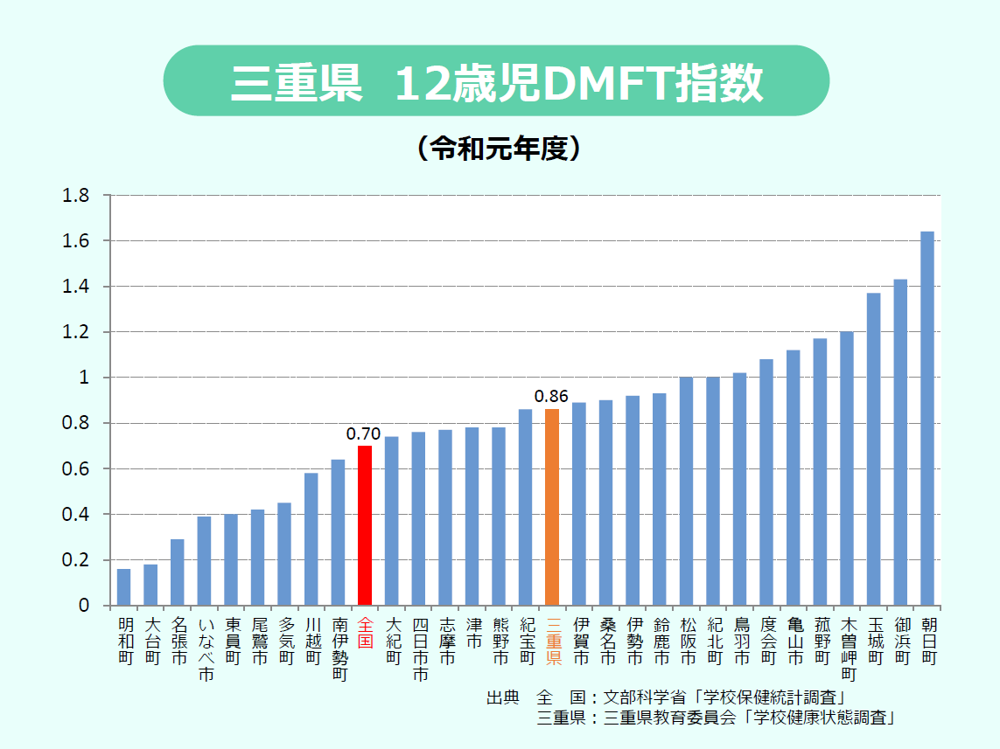 三重県 12歳児DMFT指数
（令和元年度）
1.8
1.6
1.4
1.2
1
0.8
0.6
0.4
0.2
0
0.70
0.86
明和町
大台町
名張市
いなべ市
東員町
尾鷲市
多気町
川越町
南伊勢町
全国
大紀町
四日市市
志摩市
津市
熊野市
紀宝町
三重県
伊賀市
桑名市
伊勢市
鈴鹿市
松阪市
紀北町
鳥羽市
度会町
亀山市
菰野町
木曽岬町
玉城町
御浜町
朝日町
出典 全 国：文部科学省「学校保健統計調査」
三重県：三重県教育委員会「学校健康状態調査」